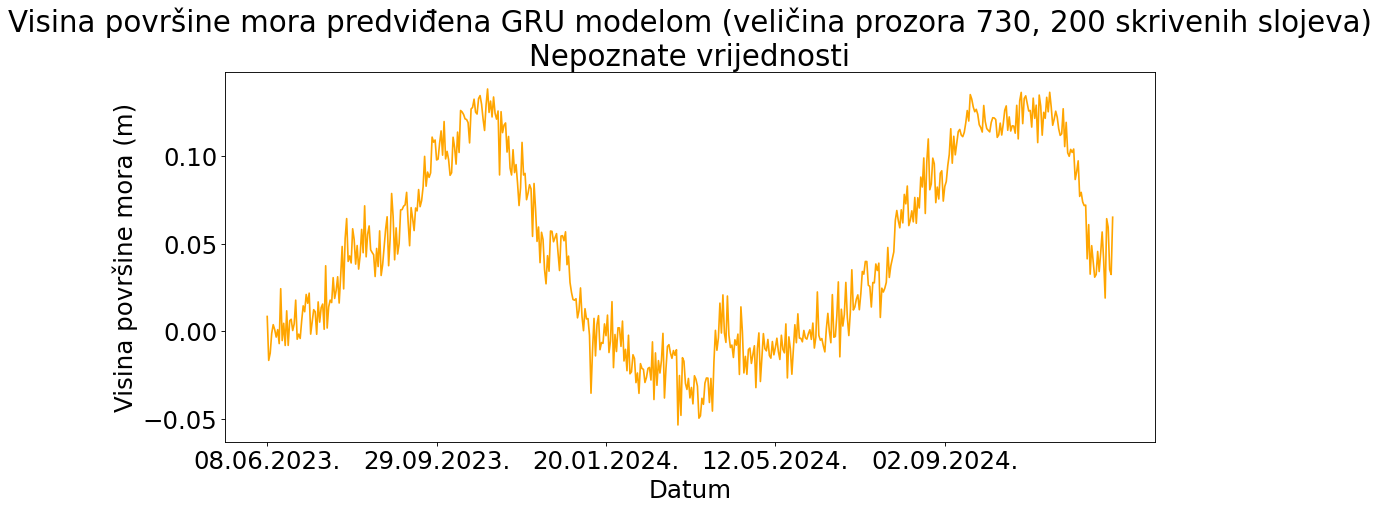 Visina površine mora predviđena GRU modelom (veličina prozora 730, 200 skrivenih slojeva)
Nepoznate vrijednosti
Visina površine mora (m)
0.10
0.05
0.00
−0.05
08.06.2023. 29.09.2023. 20.01.2024. 12.05.2024. 02.09.2024.
Datum